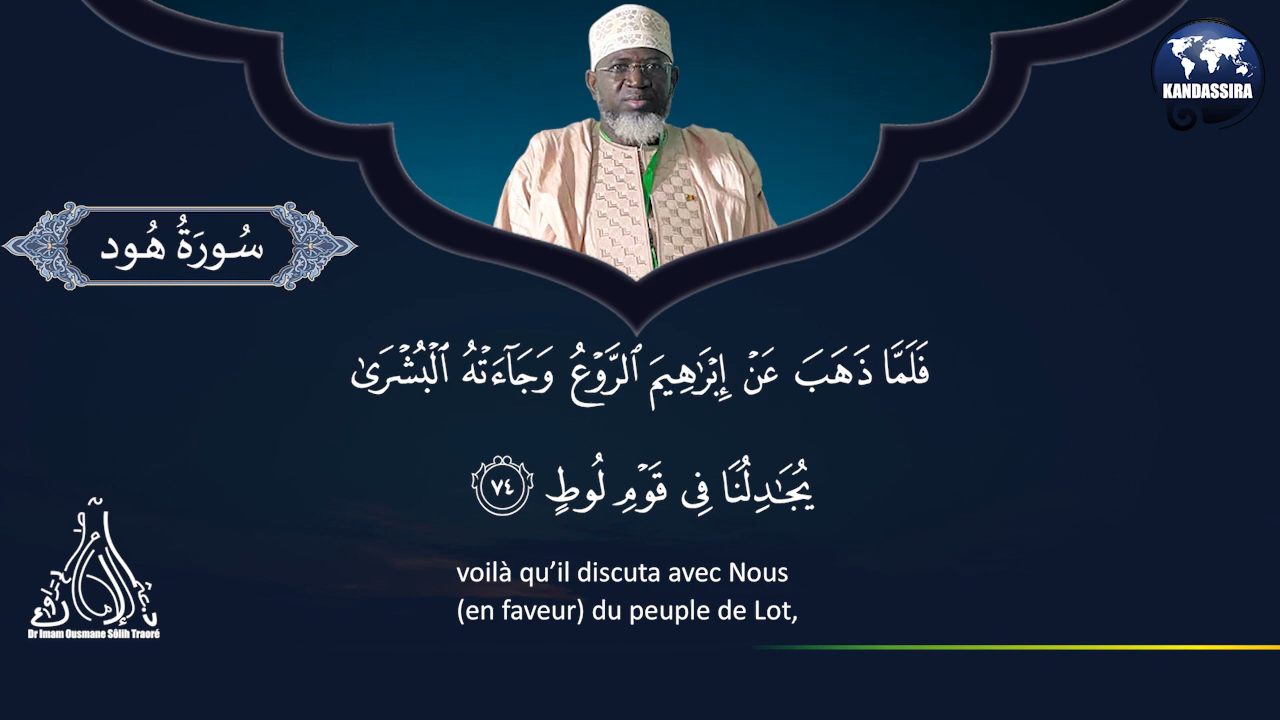 KANDASSIRA
سُورَةُ هُود
فَلَمَّا ذَهَبَ عَنْ إِبْرَٰهِيمَ ٱلرَّوْعُ وَجَآءَتْهُ ٱلْبُشْرَىٰ
يُجَـٰدِلُنَا فِى قَوْمِ لُوطٍ ٧٤
voilà qu’il discuta avec Nous
(en faveur) du peuple de Lot,
Dr Imam Ousmane Sôlih Traoré